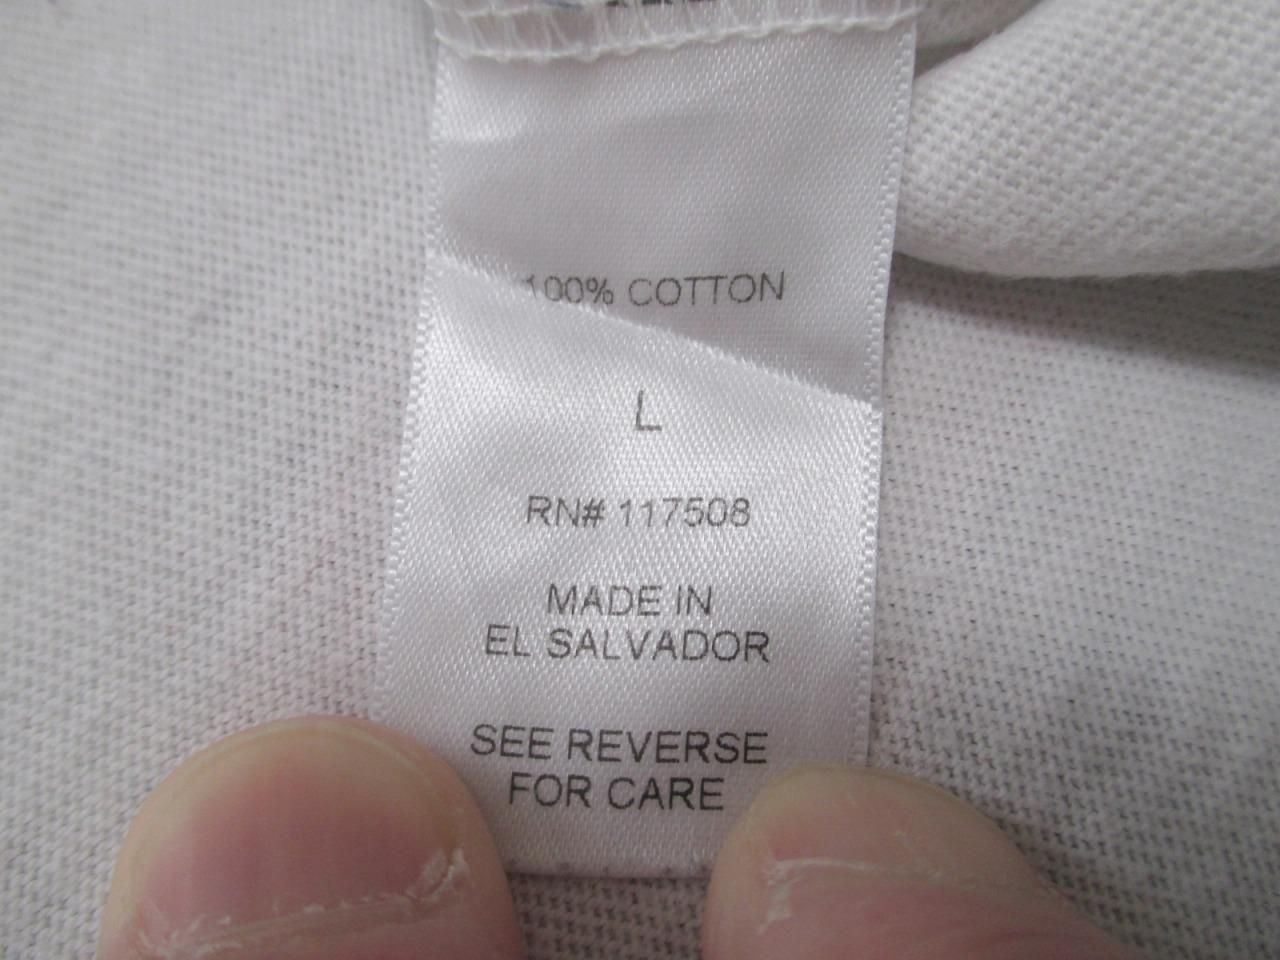 100% COTTON
L
RN# 117508
MADE IN
EL SALVADOR
SEE REVERSE
FOR CARE